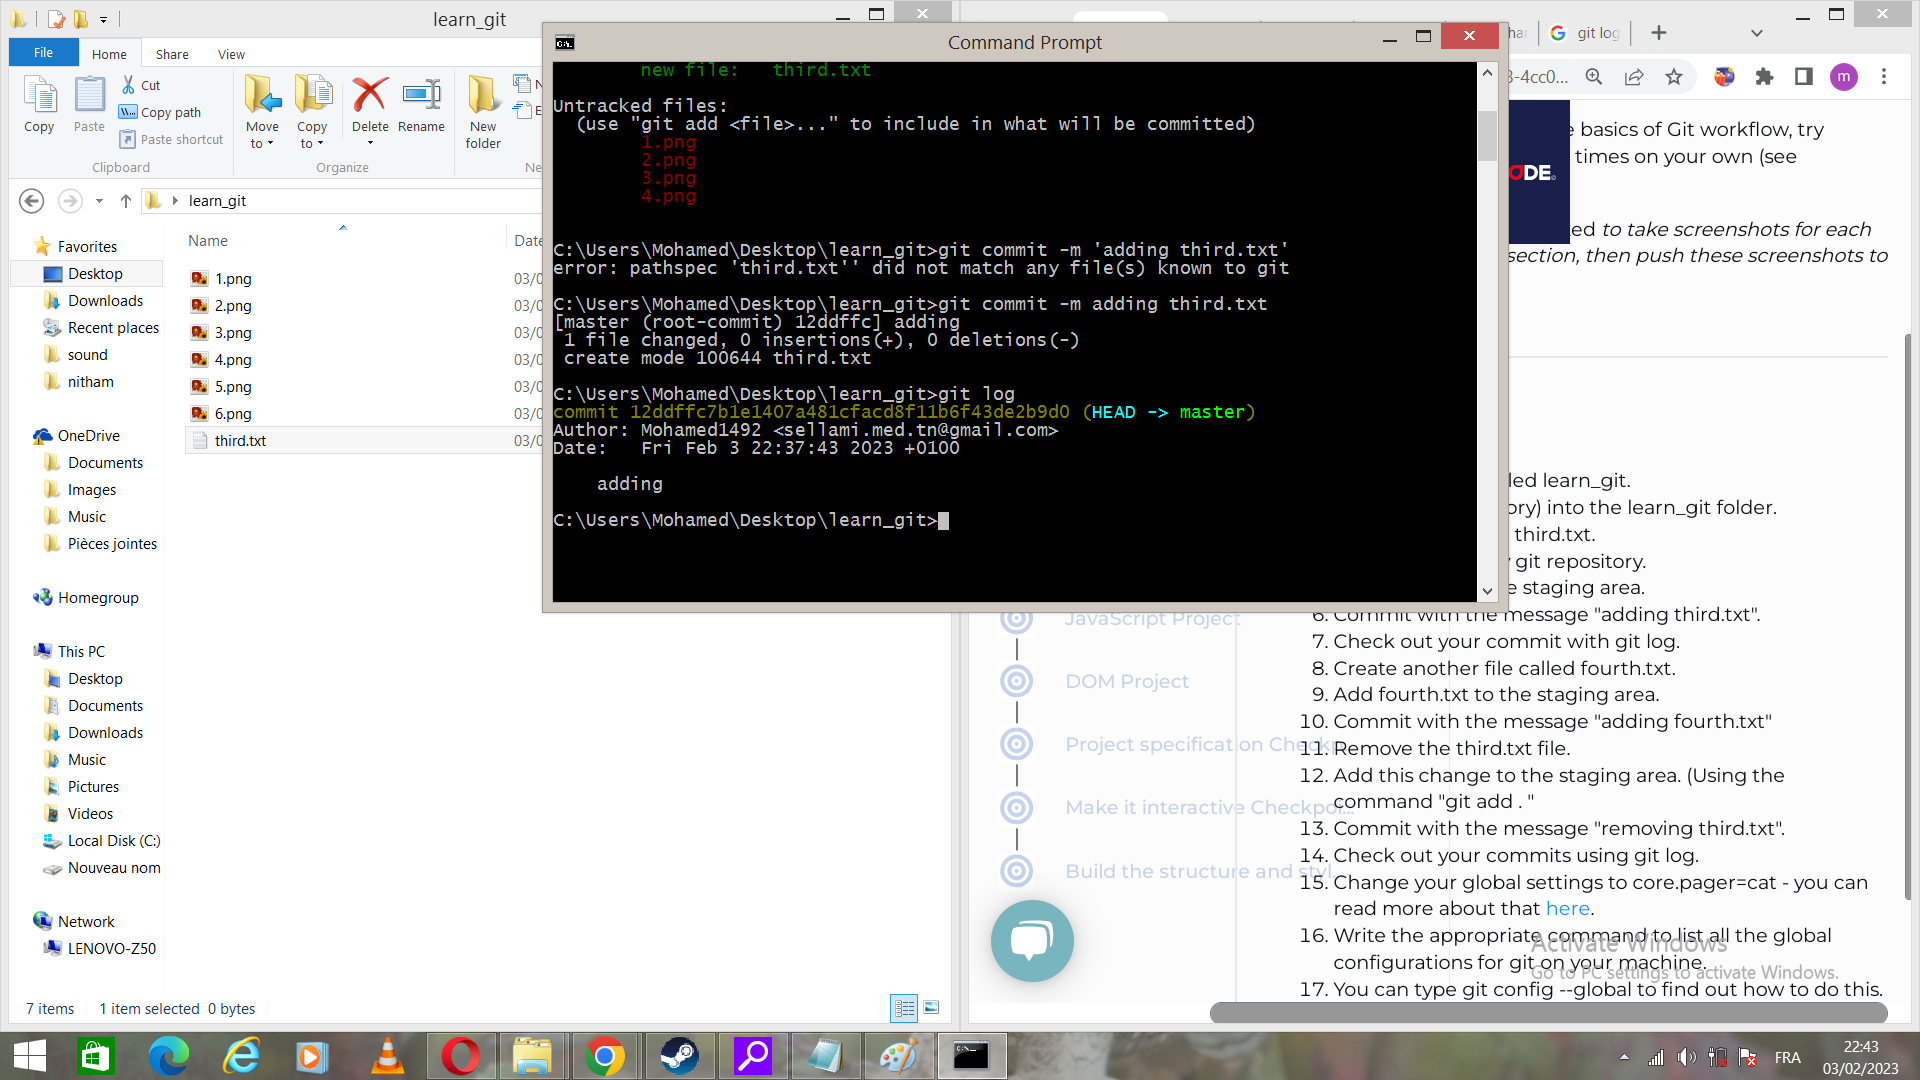 learn_git
File
Home
Share
View
Copy
Paste
Cut
Copy path
Paste shortcut
Move to
Copy to
Delete
Rename
New folder
Clipboard
Organize
Ne
learn_git
Name
Date
Favorites
Desktop
Downloads
Recent places
sound
nitham
OneDrive
Documents
Images
Music
Pièces jointes
Homegroup
This PC
Desktop
Documents
Downloads
Music
Pictures
Videos
Local Disk (C:)
Nouveau nom
Network
LENOVO-Z50
1.png 03/0
2.png 03/0
3.png 03/0
4.png 03/0
5.png 03/0
6.png 03/0
third.txt 03/0
7 items 1 item selected 0 bytes
Command Prompt
new file: third.txt
Untracked files:
(use "git add <file>..." to include in what will be committed)
1.png
2.png
3.png
4.png
C:\Users\Mohamed\Desktop\learn_git>git commit -m 'adding third.txt'
error: pathspec 'third.txt'' did not match any file(s) known to git
C:\Users\Mohamed\Desktop\learn_git>git commit -m adding third.txt
[master (root-commit) 12ddffc] adding
1 file changed, 0 insertions(+), 0 deletions(-)
create mode 100644 third.txt
C:\Users\Mohamed\Desktop\learn_git>git log
commit 12ddffc7b1e1407a481cfacd8f11b6f43de2b9d0 (HEAD -> master)
Author: Mohamed1492 <sellami.med.tn@gmail.com>
Date: Fri Feb 3 22:37:43 2023 +0100
adding
C:\Users\Mohamed\Desktop\learn_git>
har
git log
3-4cc0...
m
e basics of Git workflow, try
times on your own (see
ODE
ed to take screenshots for each
section, then push these screenshots to
led learn_git.
ory) into the learn_git folder.
third.txt.
git repository.
e staging area.
6. Commit with the message "adding third.txt".
7. Check out your commit with git log.
8. Create another file called fourth.txt.
9. Add fourth.txt to the staging area.
10. Commit with the message "adding fourth.txt"
11. Remove the third.txt file.
12. Add this change to the staging area. (Using the
command "git add . "
13. Commit with the message "removing third.txt".
14. Check out your commits using git log.
15. Change your global settings to core.pager=cat - you can
read more about that here.
16. Write the appropriate command to list all the global
configurations for git on your machine.
17. You can type git config --global to find out how to do this.
JavaScript Project
DOM Project
Project specification Checkp
Make it interactive Checkpoi...
Build the structure and styl...
Activate Windows
Go to PC settings to activate Windows.
FRA
22:43
03/02/2023